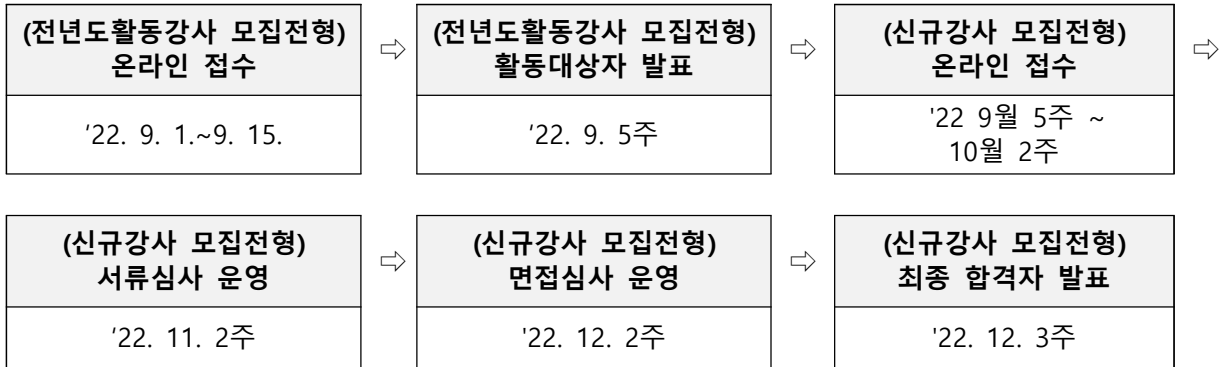 (전년도활동강사 모집전형)
온라인 접수
'22. 9. 1.~9. 15.
⇨
(전년도활동강사 모집전형)
활동대상자 발표
'22. 9. 5주
⇨
(신규강사 모집전형)
온라인 접수
'22 9월 5주 ~
10월 2주
⇨
(신규강사 모집전형)
서류심사 운영
'22. 11. 2주
⇨
(신규강사 모집전형)
면접심사 운영
'22. 12. 2주
⇨
(신규강사 모집전형)
최종 합격자 발표
'22. 12. 3주